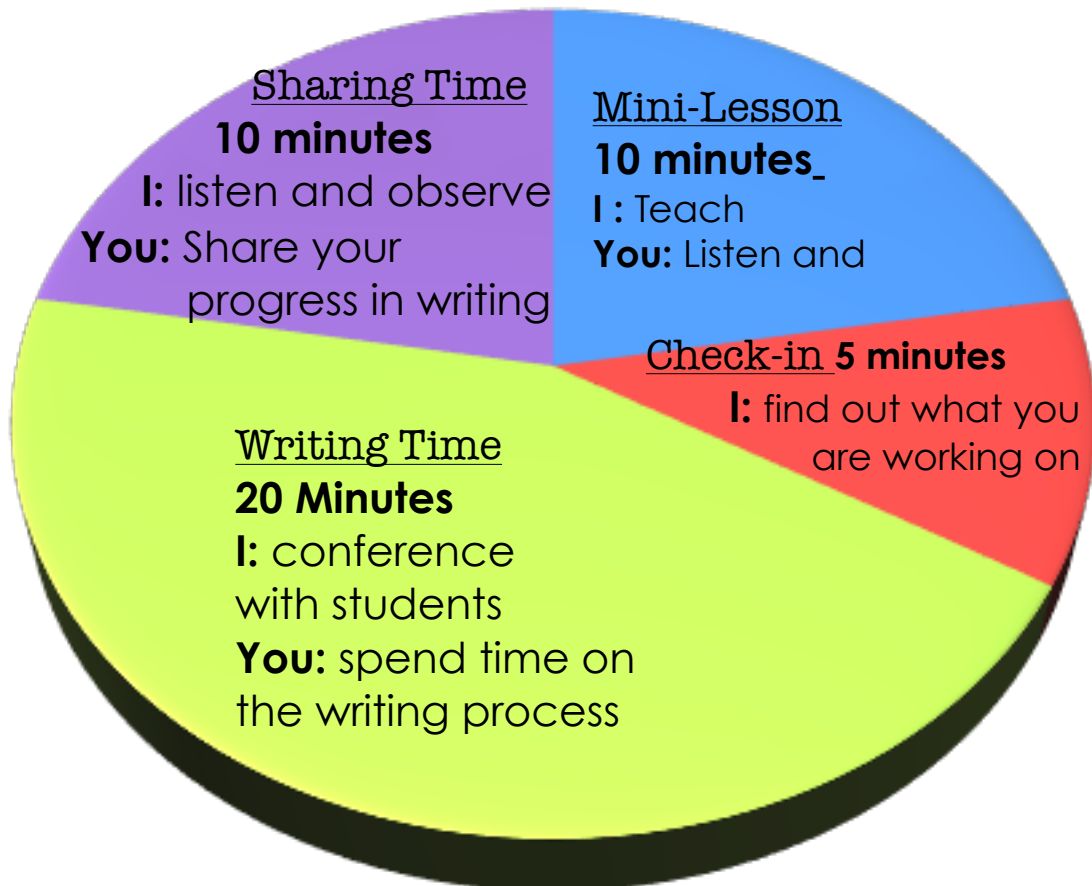 Sharing Time
10 minutes
I: listen and observe
You: Share your
progress in writing
Mini-Lesson
10 minutes_
I : Teach
You: Listen and
Check-in 5 minutes
I: find out what you
are working on
Writing Time
20 Minutes
I: conference
with students
You: spend time on
the writing process